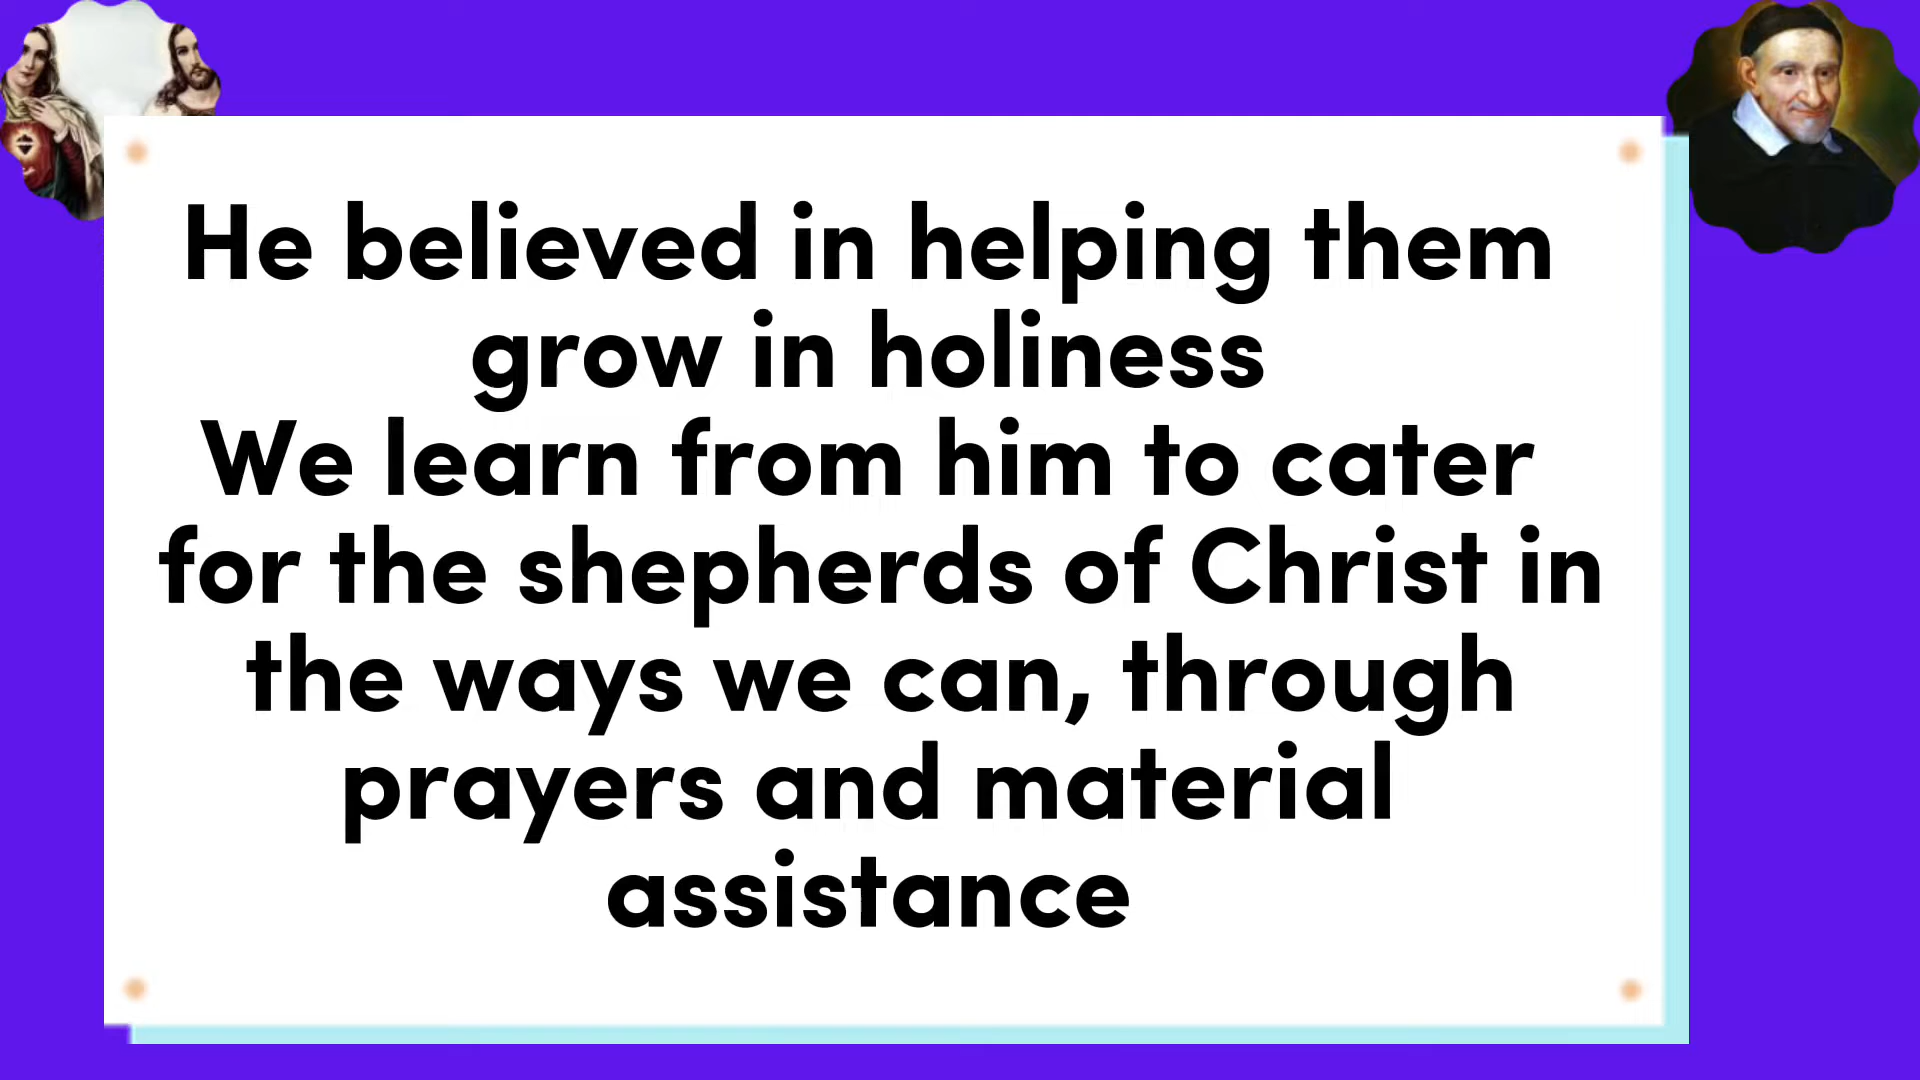 He believed in helping them
grow in holiness
We learn from him to cater
for the shepherds of Christ in
the ways we can, through
prayers and material
assistance